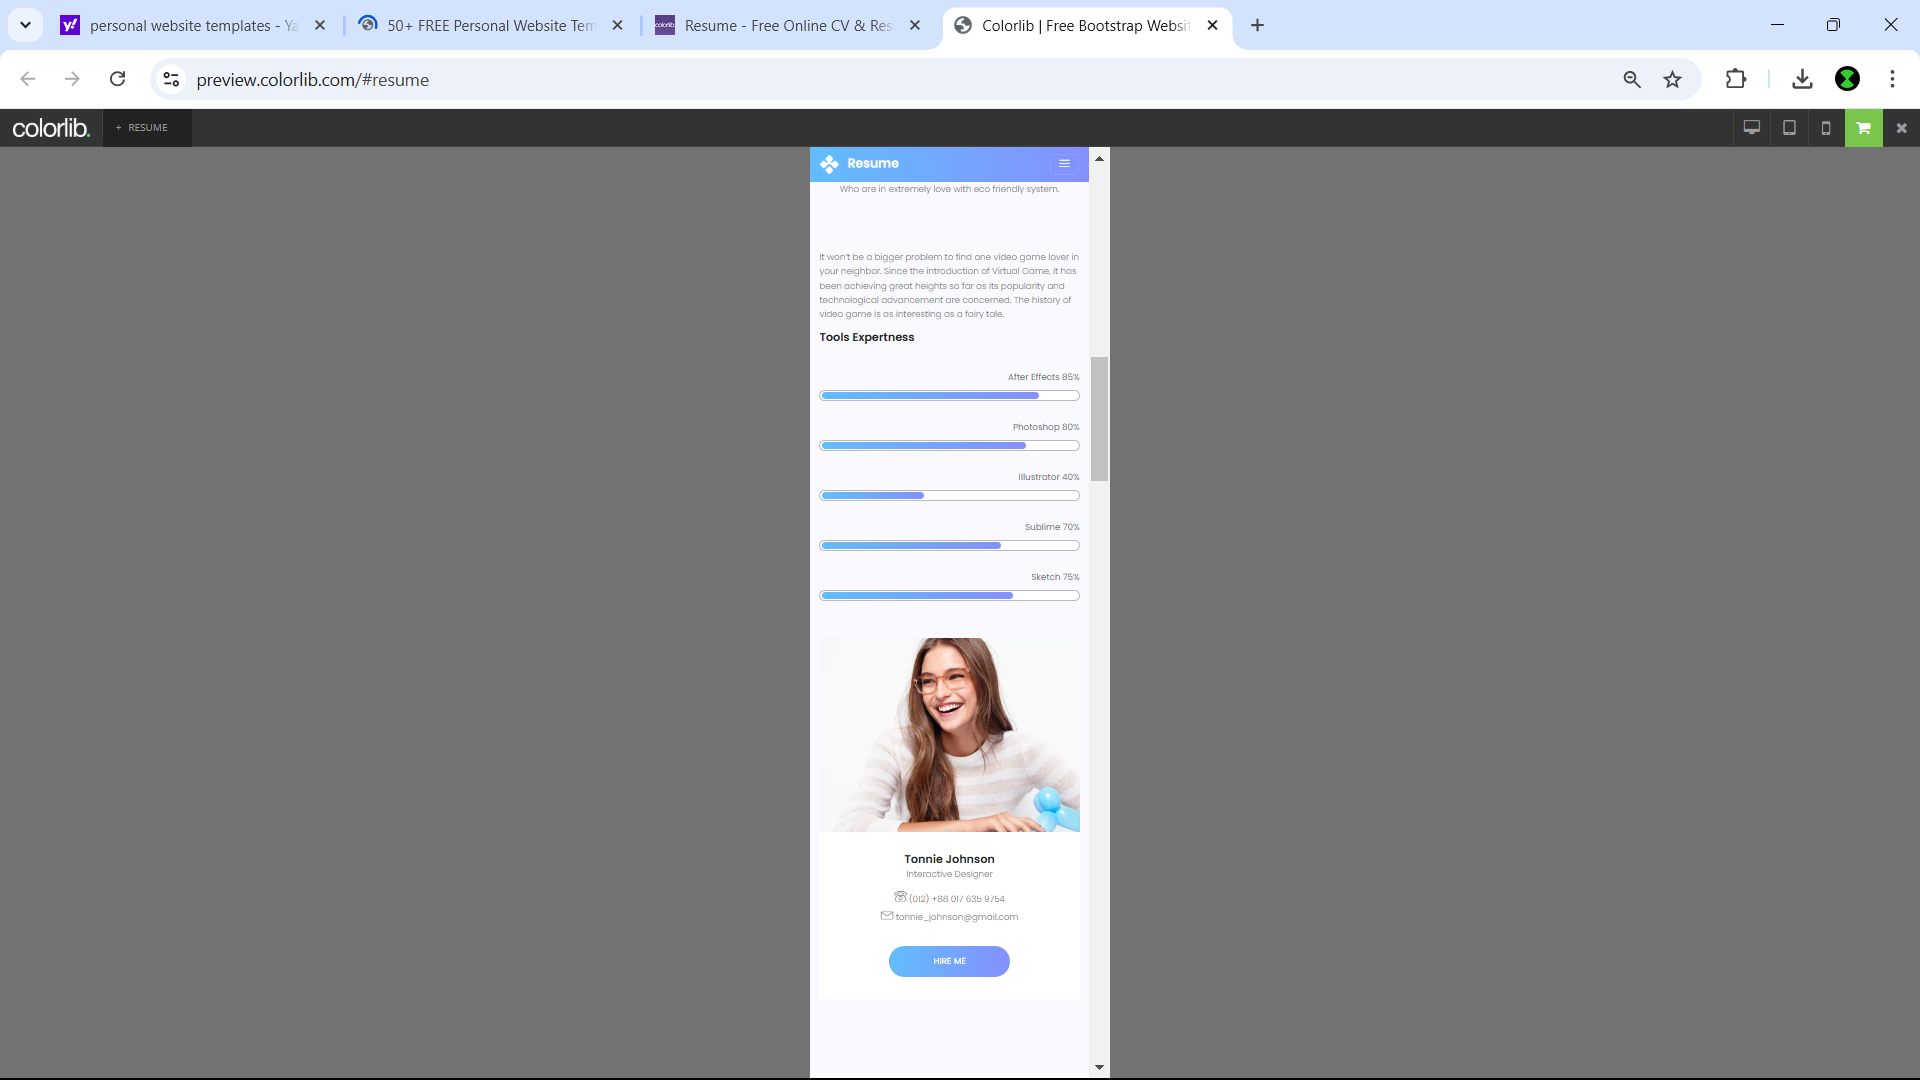 personal website templates - Ya
50+ FREE Personal Website Tem
colorlib
Resume - Free Online CV & Res
Colorlib | Free Bootstrap Websit
preview.colorlib.com/#resume
colorlib.
+ RESUME
Resume
Who are in extremely love with eco friendly system.
It won't be a bigger problem to find one video game lover in
your neighbor. Since the introduction of Virtual Game, it has
been achieving great heights so far as its popularity and
technological advancement are concerned. The history of
video game is as interesting as a fairy tale.
Tools Expertness
After Effects 85%
Photoshop 80%
Illustrator 40%
Sublime 70%
Sketch 75%
Tonnie Johnson
Interactive Designer
(012) +88 017 635 9754
tonnie_johnson@gmail.com
HIRE ME